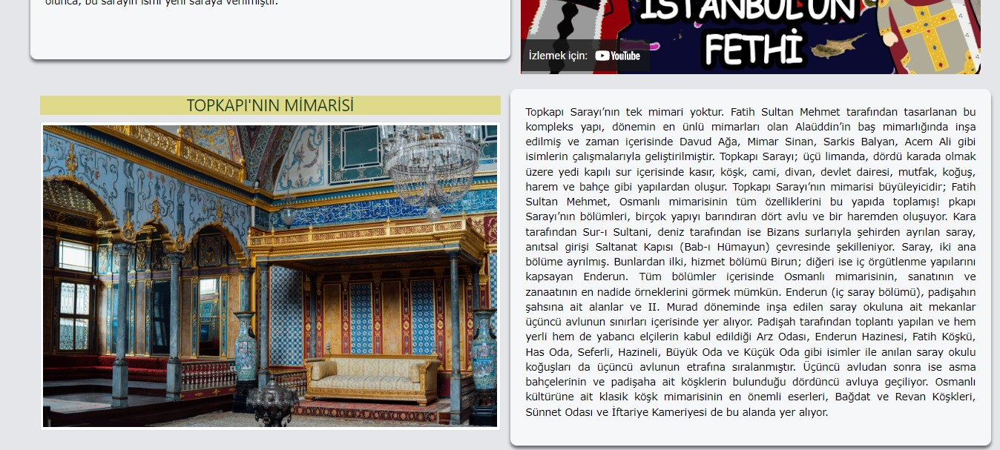 olunca, bu sarayın ismi yeni saraya verilmiştir.
İSTANBUL'UN
FETHİ
İzlemek için: YouTube
TOPKAPI'NIN MİMARİSİ
Topkapı Sarayı’nın tek mimari yoktur. Fatih Sultan Mehmet tarafından tasarlanan bu
kompleks yapı, dönemin en ünlü mimarları olan Alaüddin’in baş mimarlığında inşa
edilmiş ve zaman içerisinde Davud Ağa, Mimar Sinan, Sarkis Balyan, Acem Ali gibi
isimlerin çalışmalarıyla geliştirilmiştir. Topkapı Sarayı; üçü limanda, dördü karada olmak
üzere yedi kapılı sur içerisinde kasır, köşk, cami, divan, devlet dairesi, mutfak, koğuş,
harem ve bahçe gibi yapılardan oluşur. Topkapı Sarayı’nın mimarisi büyüleyicidir; Fatih
Sultan Mehmet, Osmanlı mimarisinin tüm özelliklerini bu yapıda toplamış! pkapı
Sarayı’nın bölümleri, birçok yapıyı barındıran dört avlu ve bir haremden oluşuyor. Kara
tarafından Sur-ı Sultani, deniz tarafından ise Bizans surlarıyla şehirden ayrılan saray,
anıtsal girişi Saltanat Kapısı (Bab-ı Hümayun) çevresinde şekilleniyor. Saray, iki ana
bölüme ayrılmış. Bunlardan ilki, hizmet bölümü Birun; diğeri ise iç örgütlenme yapılarını
kapsayan Enderun. Tüm bölümler içerisinde Osmanlı mimarisinin, sanatının ve
zanaatının en nadide örneklerini görmek mümkün. Enderun (iç saray bölümü), padişahın
şahsına ait alanlar ve II. Murad döneminde inşa edilen saray okuluna ait mekanlar
üçüncü avlunun sınırları içerisinde yer alıyor. Padişah tarafından toplantı yapılan ve hem
yerli hem de yabancı elçilerin kabul edildiği Arz Odası, Enderun Hazinesi, Fatih Köşkü,
Has Oda, Seferli, Hazineli, Büyük Oda ve Küçük Oda gibi isimler ile anılan saray okulu
koğuşları da üçüncü avlunun etrafına sıralanmıştır. Üçüncü avludan sonra ise asma
bahçelerinin ve padişaha ait köşklerin bulunduğu dördüncü avluya geçiliyor. Osmanlı
kültürüne ait klasik köşk mimarisinin en önemli eserleri, Bağdat ve Revan Köşkleri,
Sünnet Odası ve İftariye Kameriyesi de bu alanda yer alıyor.